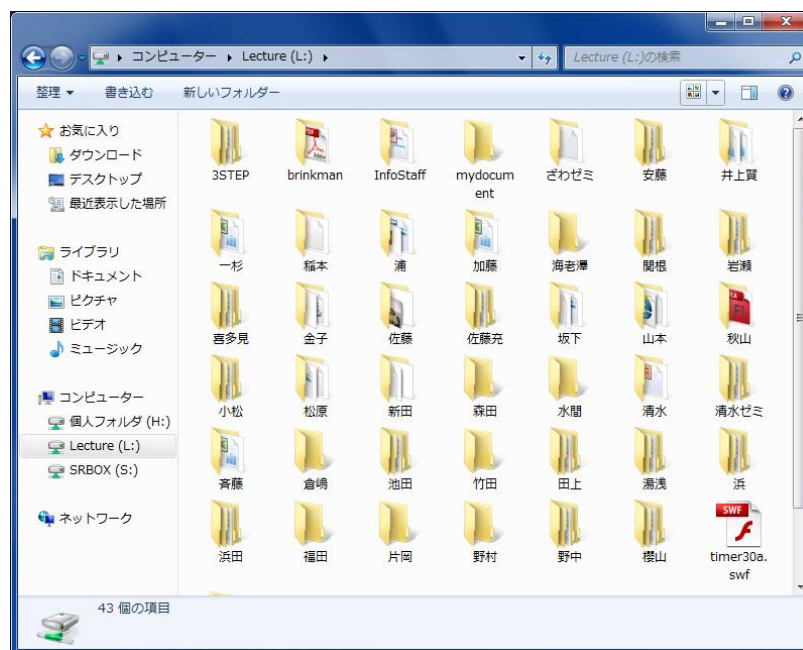 コンピューター ▸ Lecture (L:) ▸
Lecture (L:)の検索
整理 書き込む 新しいフォルダー
お気に入り
ダウンロード
デスクトップ
最近表示した場所
ライブラリ
ドキュメント
ピクチャ
ビデオ
ミュージック
コンピューター
個人フォルダ (H:)
Lecture (L:)
SRBOX (S:)
ネットワーク
3STEP brinkman InfoStaff mydocum ざわゼミ 安藤 井上賀
ent
一杉 稲本 浦 加藤 海老澤 関根 岩瀬
喜多見 金子 佐藤 佐藤充 坂下 山本 秋山
小松 松原 新田 森田 水間 清水 清水ゼミ
斉藤 倉嶋 池田 竹田 田上 湯浅 浜
SWF
浜田 福田 片岡 野村 野中 櫻山 timer30a.
swf
43 個の項目